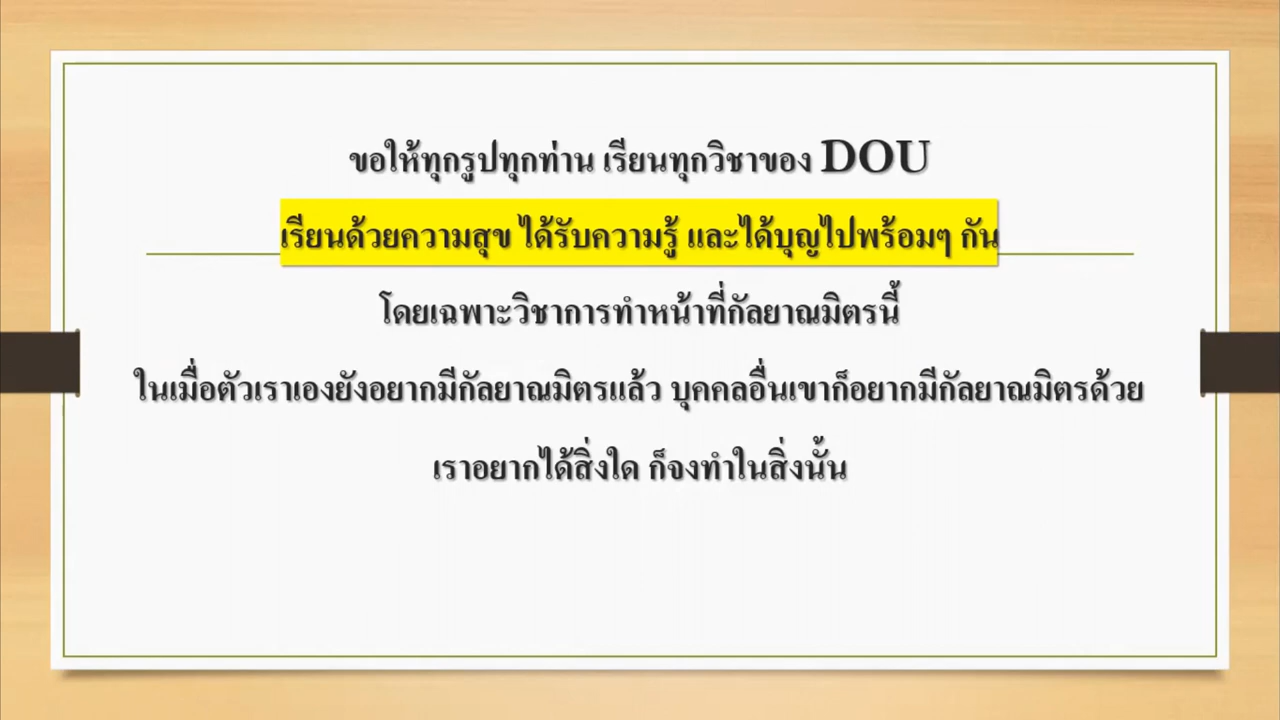 ขอให้ทุกรูปทุกท่าน เรียนทุกวิชาของ DOU
เรียนด้วยความสุข ได้รับความรู้ และได้บุญไปพร้อมๆ กัน
โดยเฉพาะวิชาการทำหน้าที่กัลยาณมิตรนี้
ในเมื่อตัวเราเองยังอยากมีกัลยาณมิตรแล้ว บุคคลอื่นเขาก็อยากมีกัลยาณมิตรด้วย
เราอยากได้สิ่งใด ก็จงทำในสิ่งนั้น